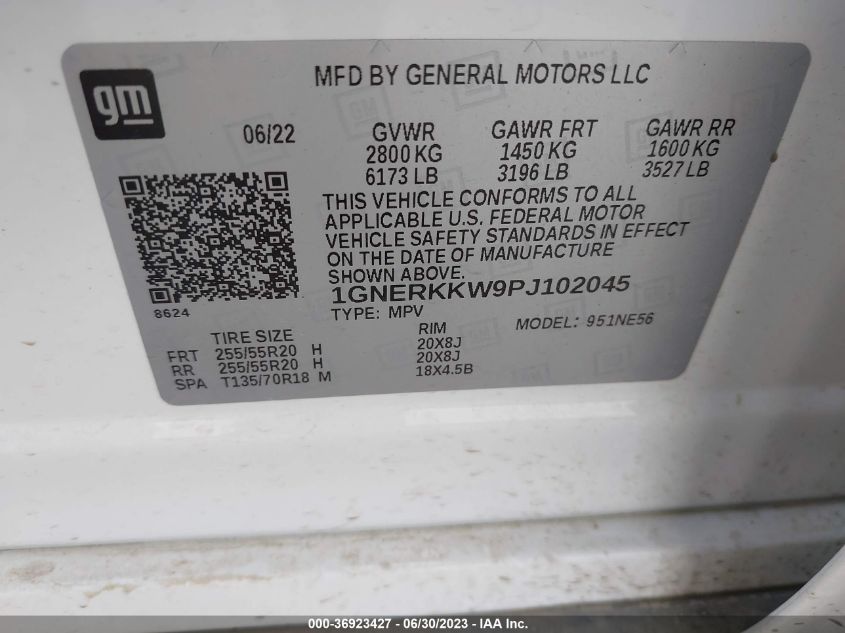 gm
MFD BY GENERAL MOTORS LLC
06/22
GVWR GAWR FRT GAWR RR
2800 KG 1450 KG 1600 KG
6173 LB 3196 LB 3527 LB
THIS VEHICLE CONFORMS TO ALL
APPLICABLE U.S. FEDERAL MOTOR
VEHICLE SAFETY STANDARDS IN EFFECT
ON THE DATE OF MANUFACTURE
SHOWN ABOVE.
1GNERKKW9PJ102045
8624
TYPE: MPV MODEL: 951NE56
TIRE SIZE RIM
FRT 255/55R20 H 20X8J
RR 255/55R20 H 20X8J
SPA T135/70R18 M 18X4.5B
000-36923427 - 06/30/2023 - IAA Inc.